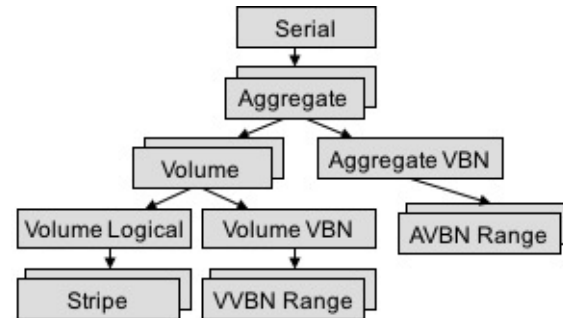 Serial
Aggregate
Volume
Aggregate VBN
Volume Logical
Volume VBN
AVBN Range
Stripe
VVBN Range